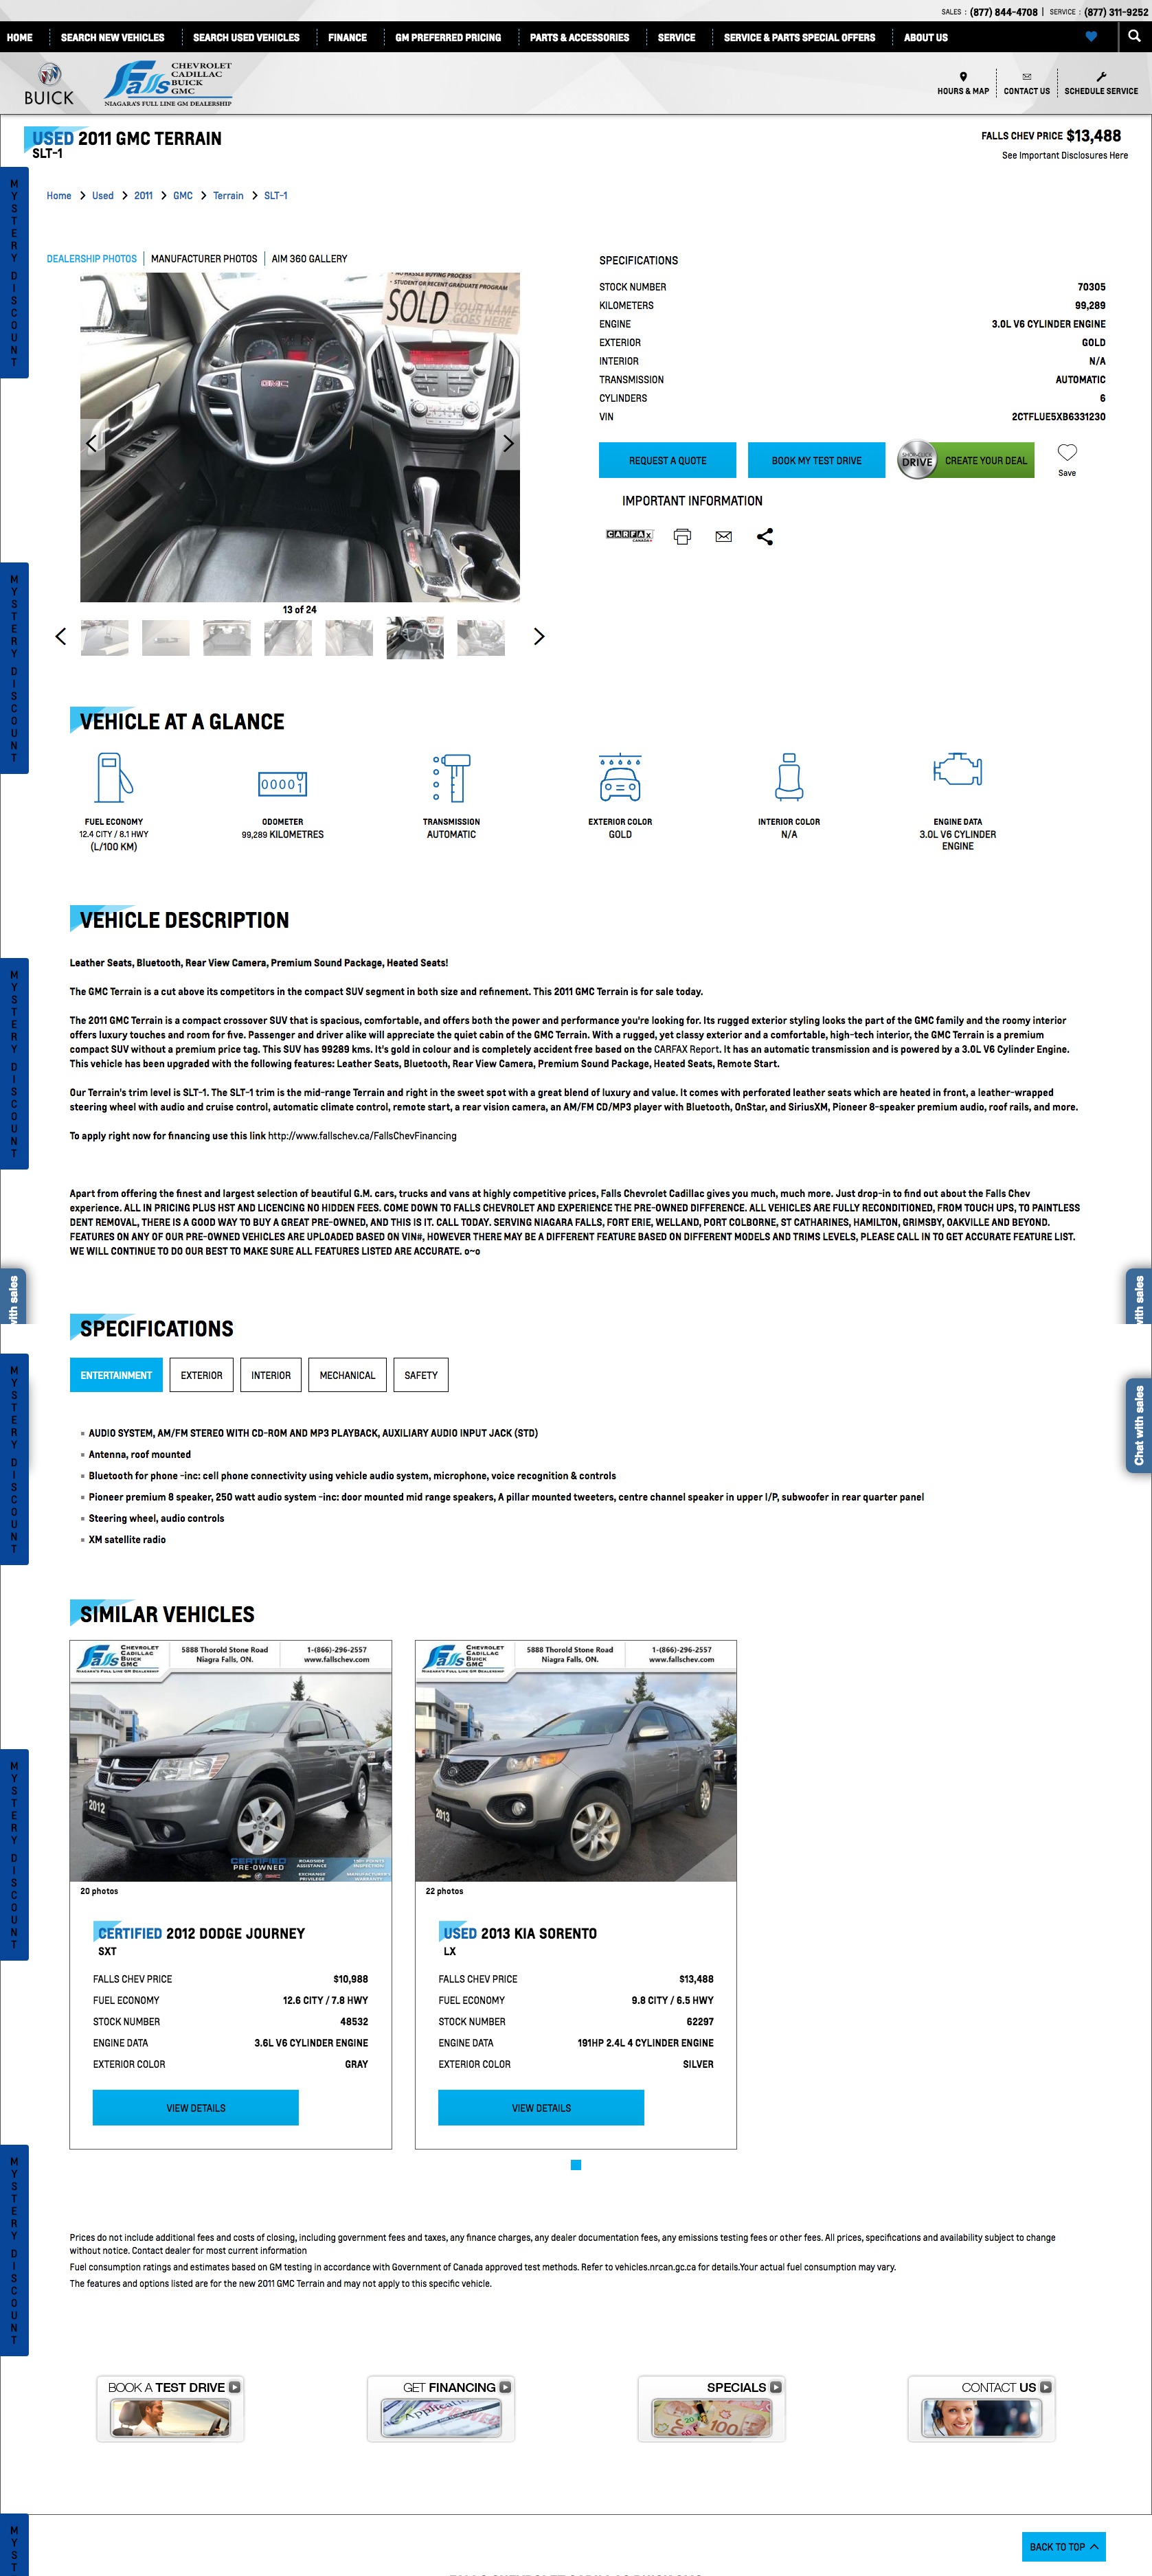 SALES : (877) 844-4708 | SERVICE : (877) 311-9252
HOME SEARCH NEW VEHICLES SEARCH USED VEHICLES FINANCE GM PREFERRED PRICING PARTS & ACCESSORIES SERVICE SERVICE & PARTS SPECIAL OFFERS ABOUT US
BUICK
Falls CHEVROLET CADILLAC BUICK GMC
NIAGARA'S FULL LINE GM DEALERSHIP
HOURS & MAP CONTACT US SCHEDULE SERVICE
USED 2011 GMC TERRAIN
SLT-1
FALLS CHEV PRICE $13,488
See Important Disclosures Here
MYSTERY DISCOUNT
Home > Used > 2011 > GMC > Terrain > SLT-1
DEALERSHIP PHOTOS | MANUFACTURER PHOTOS | AIM 360 GALLERY
NO HASSLE BUYING PROCESS
• STUDENT OR RECENT GRADUATE PROGRAM
SOLD YOUR NAME GOES HERE
GMC
13 of 24
SPECIFICATIONS
STOCK NUMBER 70305
KILOMETERS 99,289
ENGINE 3.0L V6 CYLINDER ENGINE
EXTERIOR GOLD
INTERIOR N/A
TRANSMISSION AUTOMATIC
CYLINDERS 6
VIN 2CTFLUE5XB6331230
REQUEST A QUOTE BOOK MY TEST DRIVE SHOP-CLICK DRIVE CREATE YOUR DEAL
Save
IMPORTANT INFORMATION
CARFAX CANADA
MYSTERY DISCOUNT
VEHICLE AT A GLANCE
00001
FUEL ECONOMY
12.4 CITY / 8.1 HWY
(L/100 KM)
ODOMETER
99,289 KILOMETRES
TRANSMISSION
AUTOMATIC
EXTERIOR COLOR
GOLD
INTERIOR COLOR
N/A
ENGINE DATA
3.0L V6 CYLINDER
ENGINE
VEHICLE DESCRIPTION
MYSTERY DISCOUNT
Leather Seats, Bluetooth, Rear View Camera, Premium Sound Package, Heated Seats!
The GMC Terrain is a cut above its competitors in the compact SUV segment in both size and refinement. This 2011 GMC Terrain is for sale today.
The 2011 GMC Terrain is a compact crossover SUV that is spacious, comfortable, and offers both the power and performance you're looking for. Its rugged exterior styling looks the part of the GMC family and the roomy interior
offers luxury touches and room for five. Passenger and driver alike will appreciate the quiet cabin of the GMC Terrain. With a rugged, yet classy exterior and a comfortable, high-tech interior, the GMC Terrain is a premium
compact SUV without a premium price tag. This SUV has 99289 kms. It's gold in colour and is completely accident free based on the CARFAX Report. It has an automatic transmission and is powered by a 3.0L V6 Cylinder Engine.
This vehicle has been upgraded with the following features: Leather Seats, Bluetooth, Rear View Camera, Premium Sound Package, Heated Seats, Remote Start.
Our Terrain's trim level is SLT-1. The SLT-1 trim is the mid-range Terrain and right in the sweet spot with a great blend of luxury and value. It comes with perforated leather seats which are heated in front, a leather-wrapped
steering wheel with audio and cruise control, automatic climate control, remote start, a rear vision camera, an AM/FM CD/MP3 player with Bluetooth, OnStar, and SiriusXM, Pioneer 8-speaker premium audio, roof rails, and more.
To apply right now for financing use this link http://www.fallschev.ca/FallsChevFinancing
Apart from offering the finest and largest selection of beautiful G.M. cars, trucks and vans at highly competitive prices, Falls Chevrolet Cadillac gives you much, much more. Just drop-in to find out about the Falls Chev
experience. ALL IN PRICING PLUS HST AND LICENCING NO HIDDEN FEES. COME DOWN TO FALLS CHEVROLET AND EXPERIENCE THE PRE-OWNED DIFFERENCE. ALL VEHICLES ARE FULLY RECONDITIONED, FROM TOUCH UPS, TO PAINTLESS
DENT REMOVAL, THERE IS A GOOD WAY TO BUY A GREAT PRE-OWNED, AND THIS IS IT. CALL TODAY. SERVING NIAGARA FALLS, FORT ERIE, WELLAND, PORT COLBORNE, ST CATHARINES, HAMILTON, GRIMSBY, OAKVILLE AND BEYOND.
FEATURES ON ANY OF OUR PRE-OWNED VEHICLES ARE UPLOADED BASED ON VIN#, HOWEVER THERE MAY BE A DIFFERENT FEATURE BASED ON DIFFERENT MODELS AND TRIMS LEVELS, PLEASE CALL IN TO GET ACCURATE FEATURE LIST.
WE WILL CONTINUE TO DO OUR BEST TO MAKE SURE ALL FEATURES LISTED ARE ACCURATE. o~o
with sales
with sales
SPECIFICATIONS
MYSTERY DISCOUNT
ENTERTAINMENT EXTERIOR INTERIOR MECHANICAL SAFETY
Chat with sales
AUDIO SYSTEM, AM/FM STEREO WITH CD-ROM AND MP3 PLAYBACK, AUXILIARY AUDIO INPUT JACK (STD)
Antenna, roof mounted
Bluetooth for phone -inc: cell phone connectivity using vehicle audio system, microphone, voice recognition & controls
Pioneer premium 8 speaker, 250 watt audio system -inc: door mounted mid range speakers, A pillar mounted tweeters, centre channel speaker in upper I/P, subwoofer in rear quarter panel
Steering wheel, audio controls
XM satellite radio
SIMILAR VEHICLES
Falls CHEVROLET CADILLAC BUICK GMC
NIAGARA'S FULL LINE GM DEALERSHIP
5888 Thorold Stone Road
Niagra Falls, ON.
1-(866)-296-2557
www.fallschev.com
2012
CERTIFIED PRE-OWNED
ROADSIDE ASSISTANCE
EXCHANGE PRIVILEGE
20 photos
CERTIFIED 2012 DODGE JOURNEY
SXT
FALLS CHEV PRICE $10,988
FUEL ECONOMY 12.6 CITY / 7.8 HWY
STOCK NUMBER 48532
ENGINE DATA 3.6L V6 CYLINDER ENGINE
EXTERIOR COLOR GRAY
VIEW DETAILS
Falls CHEVROLET CADILLAC BUICK GMC
NIAGARA'S FULL LINE GM DEALERSHIP
5888 Thorold Stone Road
Niagra Falls, ON.
1-(866)-296-2557
www.fallschev.com
2013
22 photos
USED 2013 KIA SORENTO
LX
FALLS CHEV PRICE $13,488
FUEL ECONOMY 9.8 CITY / 6.5 HWY
STOCK NUMBER 62297
ENGINE DATA 191HP 2.4L 4 CYLINDER ENGINE
EXTERIOR COLOR SILVER
VIEW DETAILS
MYSTERY DISCOUNT
MYSTERY DISCOUNT
Prices do not include additional fees and costs of closing, including government fees and taxes, any finance charges, any dealer documentation fees, any emissions testing fees or other fees. All prices, specifications and availability subject to change
without notice. Contact dealer for most current information
Fuel consumption ratings and estimates based on GM testing in accordance with Government of Canada approved test methods. Refer to vehicles.nrcan.gc.ca for details.Your actual fuel consumption may vary.
The features and options listed are for the new 2011 GMC Terrain and may not apply to this specific vehicle.
BOOK A TEST DRIVE
GET FINANCING
Application
SPECIALS
100
CONTACT US
MYST
BACK TO TOP